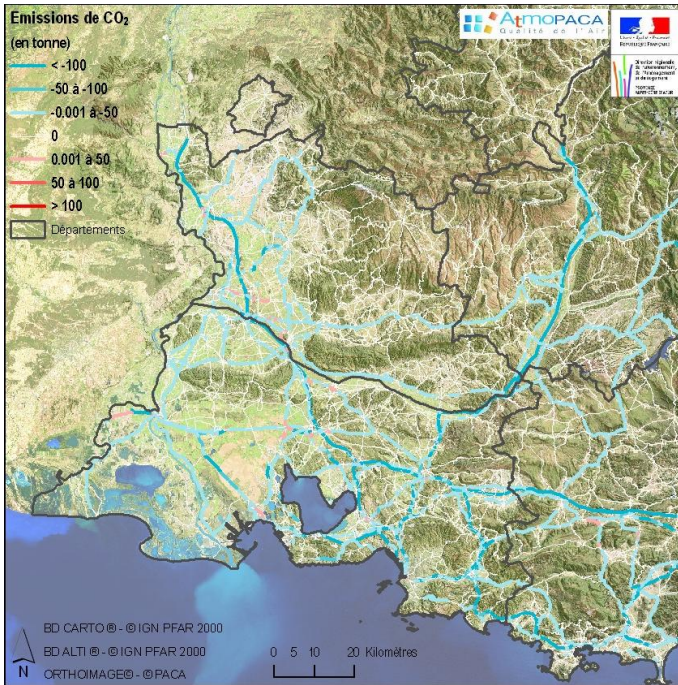 Emissions de CO₂
(en tonne)
< -100
-50 à -100
-0.001 à -50
0
0.001 à 50
50 à 100
> 100
Départements
AtmoPACA
Qualité de l'Air
RÉPUBLIQUE FRANÇAISE
BD CARTO ® - © IGN PFAR 2000
BD ALTI ® - © IGN PFAR 2000
ORTHOIMAGE© - ©PACA
N
0 5 10 20 Kilomètres